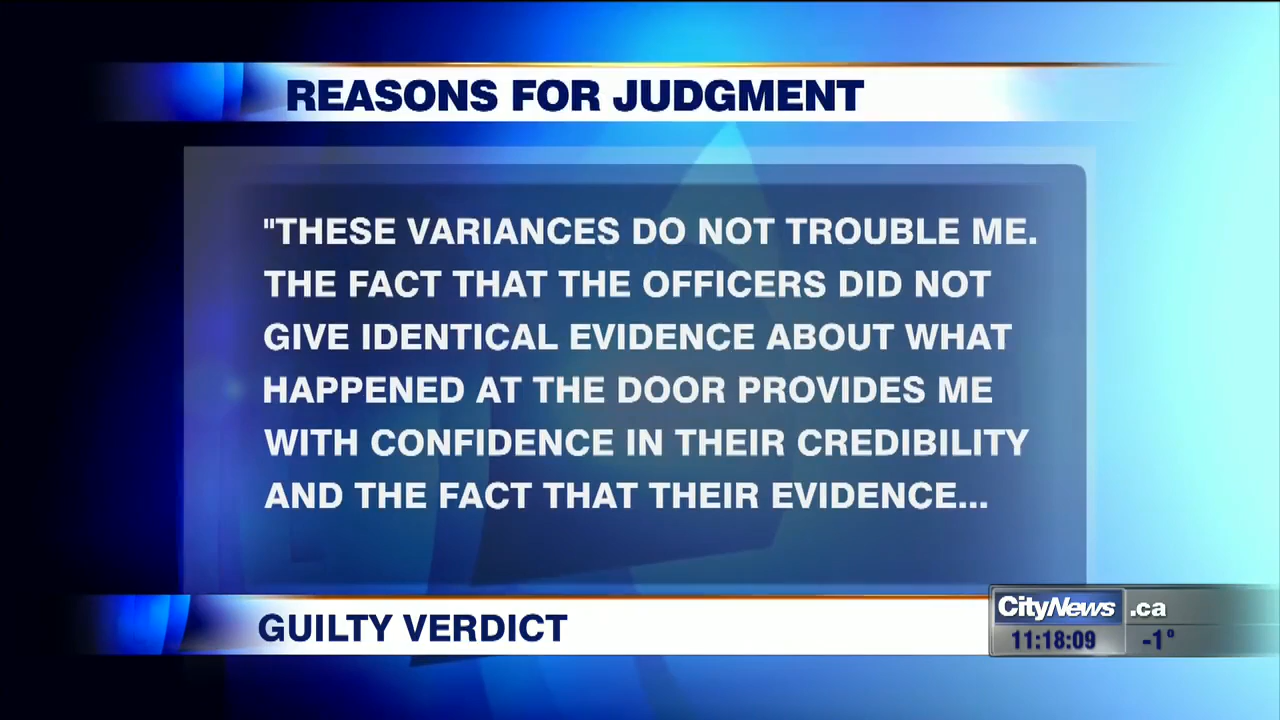 REASONS FOR JUDGMENT
"THESE VARIANCES DO NOT TROUBLE ME.
THE FACT THAT THE OFFICERS DID NOT
GIVE IDENTICAL EVIDENCE ABOUT WHAT
HAPPENED AT THE DOOR PROVIDES ME
WITH CONFIDENCE IN THEIR CREDIBILITY
AND THE FACT THAT THEIR EVIDENCE...
GUILTY VERDICT
CityNews .ca
11:18:09 -1°